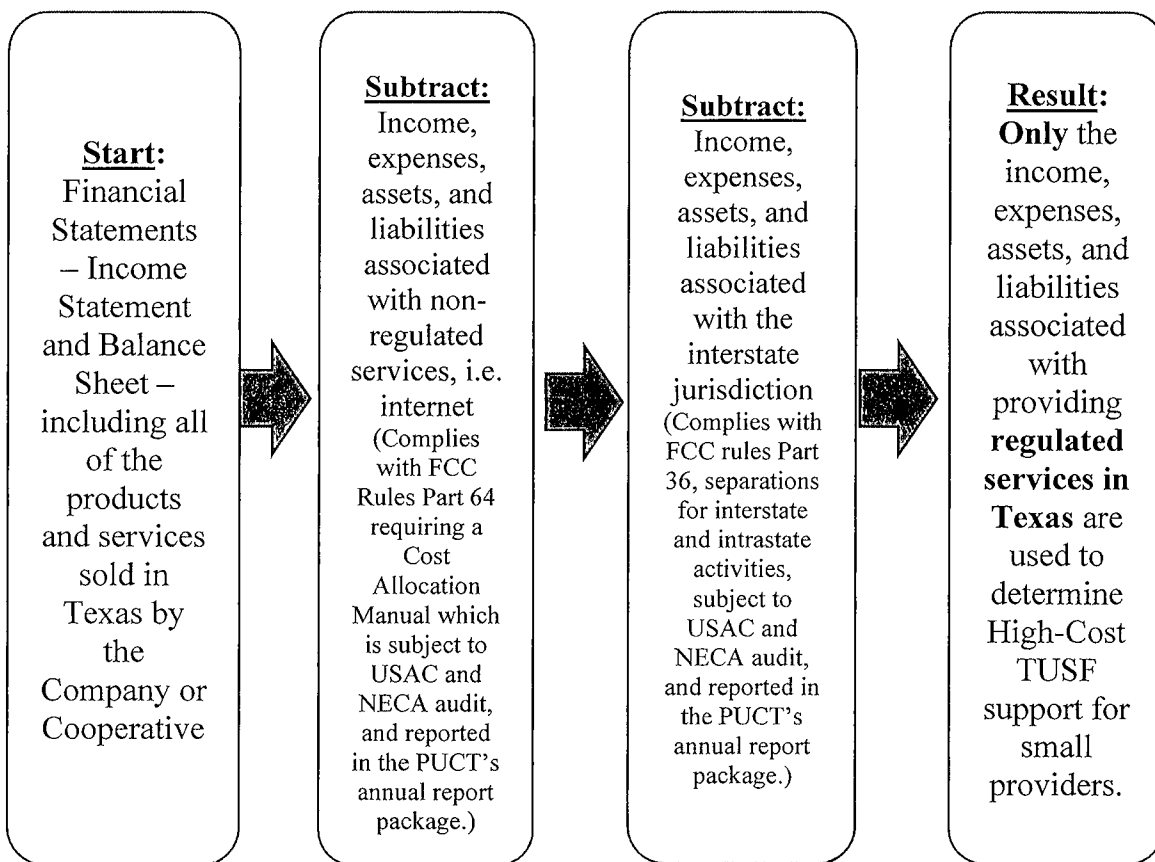 Start:
Financial
Statements
– Income
Statement
and Balance
Sheet –
including all
of the
products
and services
sold in
Texas by
the
Company or
Cooperative
Subtract:
Income,
expenses,
assets, and
liabilities
associated
with non-
regulated
services, i.e.
internet
(Complies
with FCC
Rules Part 64
requiring a
Cost
Allocation
Manual which
is subject to
USAC and
NECA audit,
and reported
in the PUCT's
annual report
package.)
Subtract:
Income,
expenses,
assets, and
liabilities
associated
with the
interstate
jurisdiction
(Complies with
FCC rules Part
36, separations
for interstate
and intrastate
activities,
subject to
USAC and
NECA audit,
and reported in
the PUCT's
annual report
package.)
Result:
Only the
income,
expenses,
assets, and
liabilities
associated
with
providing
regulated
services in
Texas are
used to
determine
High-Cost
TUSF
support for
small
providers.